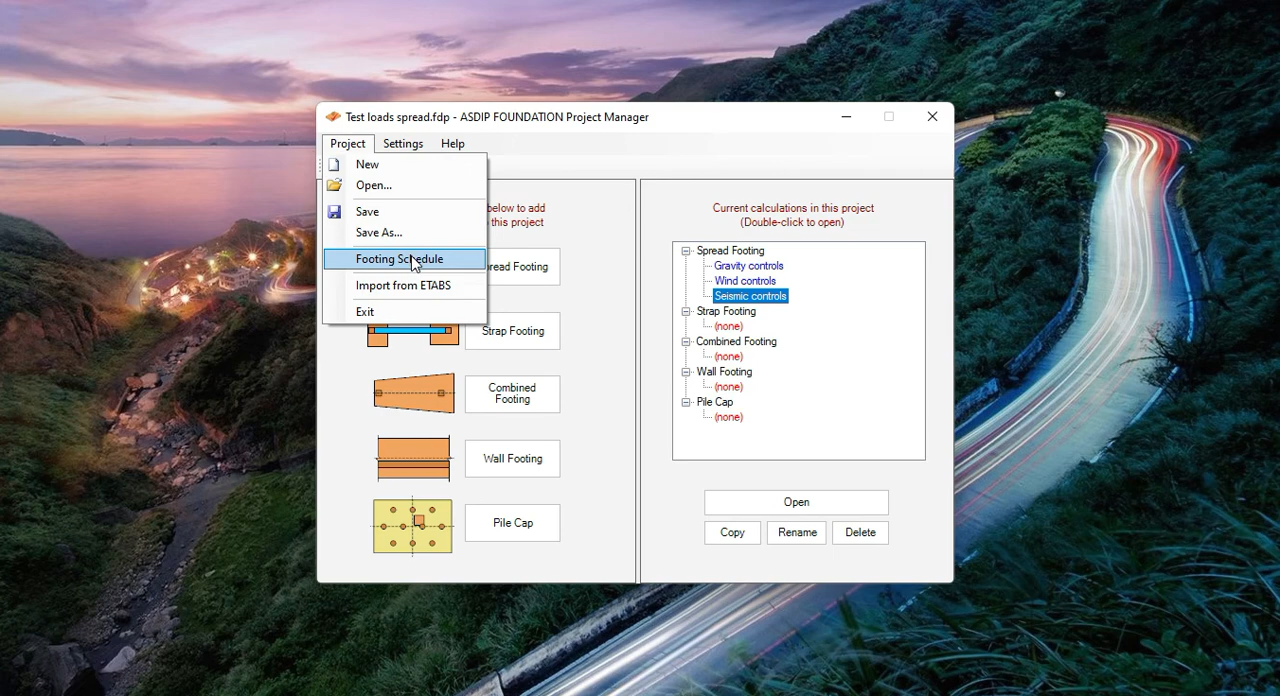 Test loads spread.fdp - ASDIP FOUNDATION Project Manager
Project Settings Help
New
Open...
Save
Save As...
Footing Schedule
Import from ETABS
Exit
below to add
this project
Footing
Strap Footing
Combined
Footing
Wall Footing
Pile Cap
Current calculations in this project
(Double-click to open)
Spread Footing
Gravity controls
Wind controls
Seismic controls
Strap Footing
(none)
Combined Footing
(none)
Wall Footing
(none)
Pile Cap
(none)
Open
Copy Rename Delete